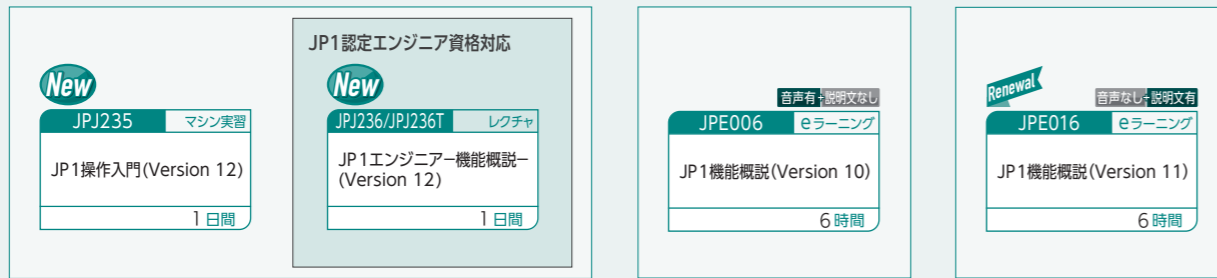 New
JPJ235 マシン実習
JP1操作入門(Version 12)
1日間
JP1認定エンジニア資格対応
New
JPJ236/JPJ236T レクチャ
JP1エンジニアー機能概説ー
(Version 12)
1日間
音声有+説明文なし
JPE006 eラーニング
JP1機能概説(Version 10)
6時間
Renewal
音声なし+説明文有
JPE016 eラーニング
JP1機能概説(Version 11)
6時間